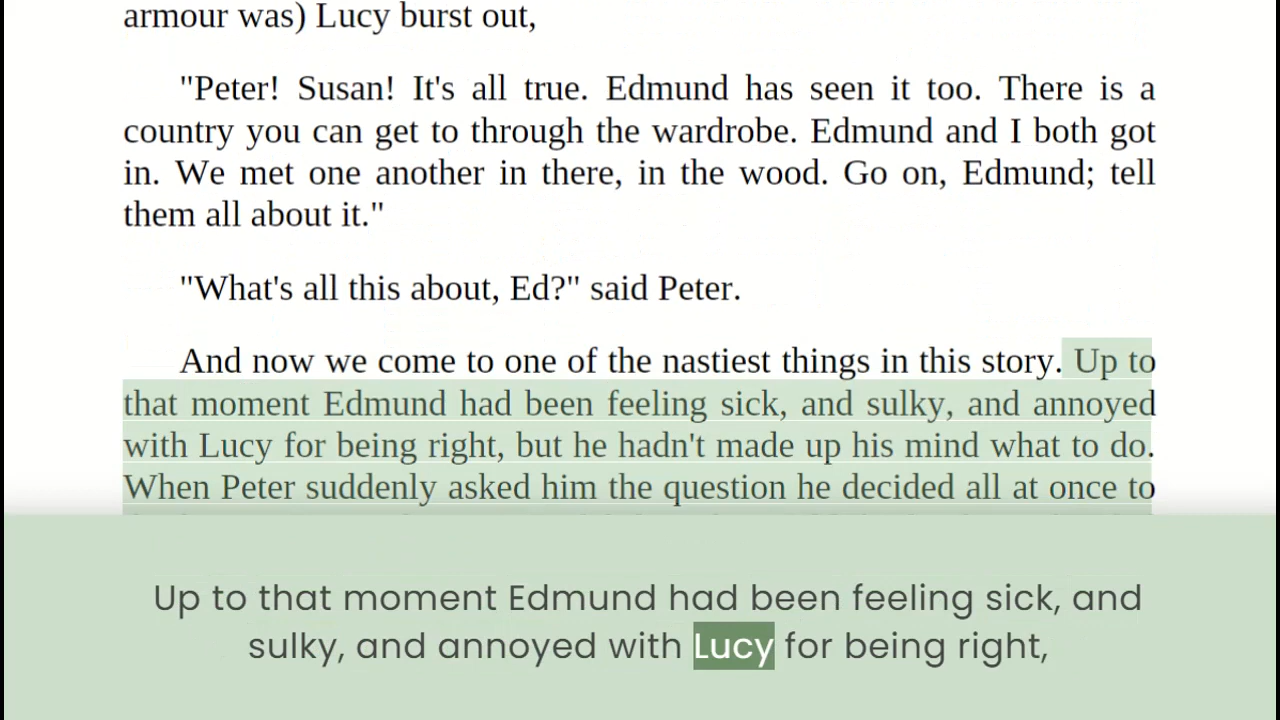 armour was) Lucy burst out,
"Peter! Susan! It's all true. Edmund has seen it too. There is a
country you can get to through the wardrobe. Edmund and I both got
in. We met one another in there, in the wood. Go on, Edmund; tell
them all about it."
"What's all this about, Ed?" said Peter.
And now we come to one of the nastiest things in this story. Up to
that moment Edmund had been feeling sick, and sulky, and annoyed
with Lucy for being right, but he hadn't made up his mind what to do.
When Peter suddenly asked him the question he decided all at once to
Up to that moment Edmund had been feeling sick, and
sulky, and annoyed with Lucy for being right,